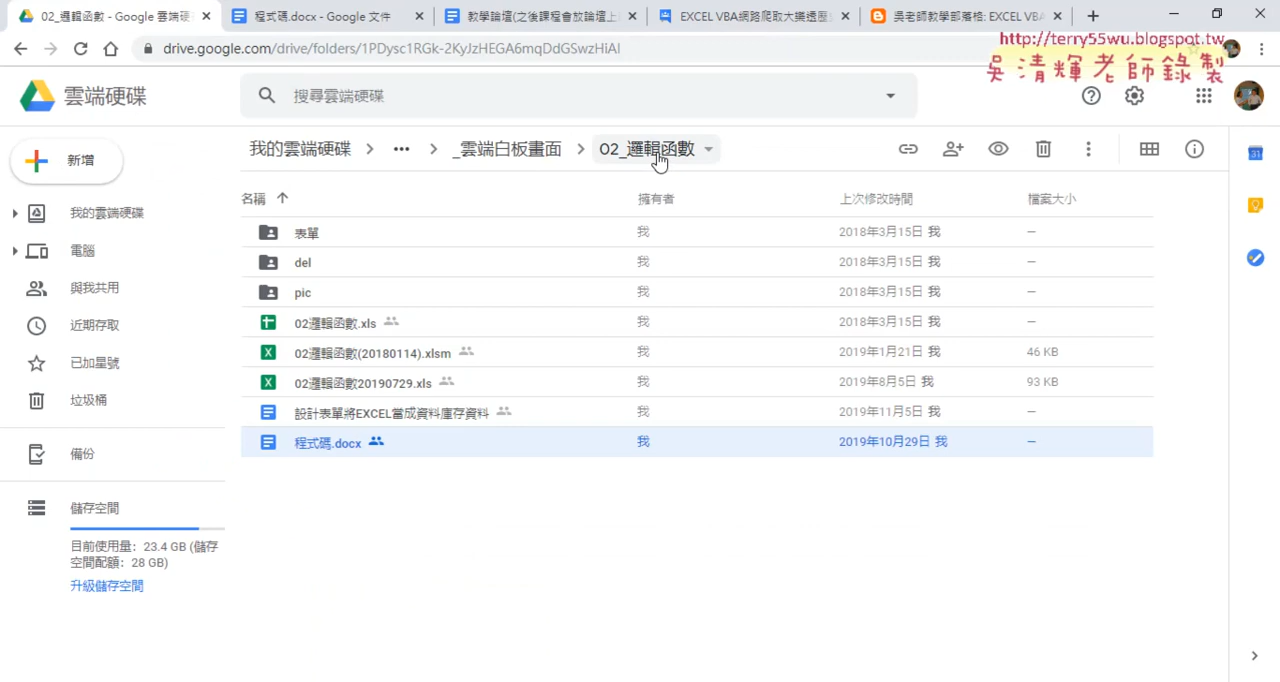 02_邏輯函數 - Google 雲端硬
程式碼.docx - Google 文件
教學論壇(之後課程會放論壇上
EXCEL VBA網路爬取大樂透歷
吳老師教學部落格: EXCEL VBA
drive.google.com/drive/folders/1PDysc1RGk-2KyJzHEGA6mqDdGSwzHiAI
http://terry55wu.blogspot.tw
吳清輝老師錄製
雲端硬碟
搜尋雲端硬碟
新增
我的雲端硬碟
電腦
與我共用
近期存取
已加星號
垃圾桶
備份
儲存空間
目前使用量：23.4 GB (儲存
空間配額：28 GB)
升級儲存空間
我的雲端硬碟 > ... > _雲端白板畫面 > 02_邏輯函數
名稱 擁有者 上次修改時間 檔案大小
表單 我 2018年3月15日 我 —
del 我 2018年3月15日 我 —
pic 我 2018年3月15日 我 —
02邏輯函數.xls 我 2018年3月15日 我 —
02邏輯函數(20180114).xlsm 我 2019年1月21日 我 46 KB
02邏輯函數20190729.xls 我 2019年8月5日 我 93 KB
設計表單將EXCEL當成資料庫存資料 我 2019年11月5日 我 —
程式碼.docx 我 2019年10月29日 我 —
31